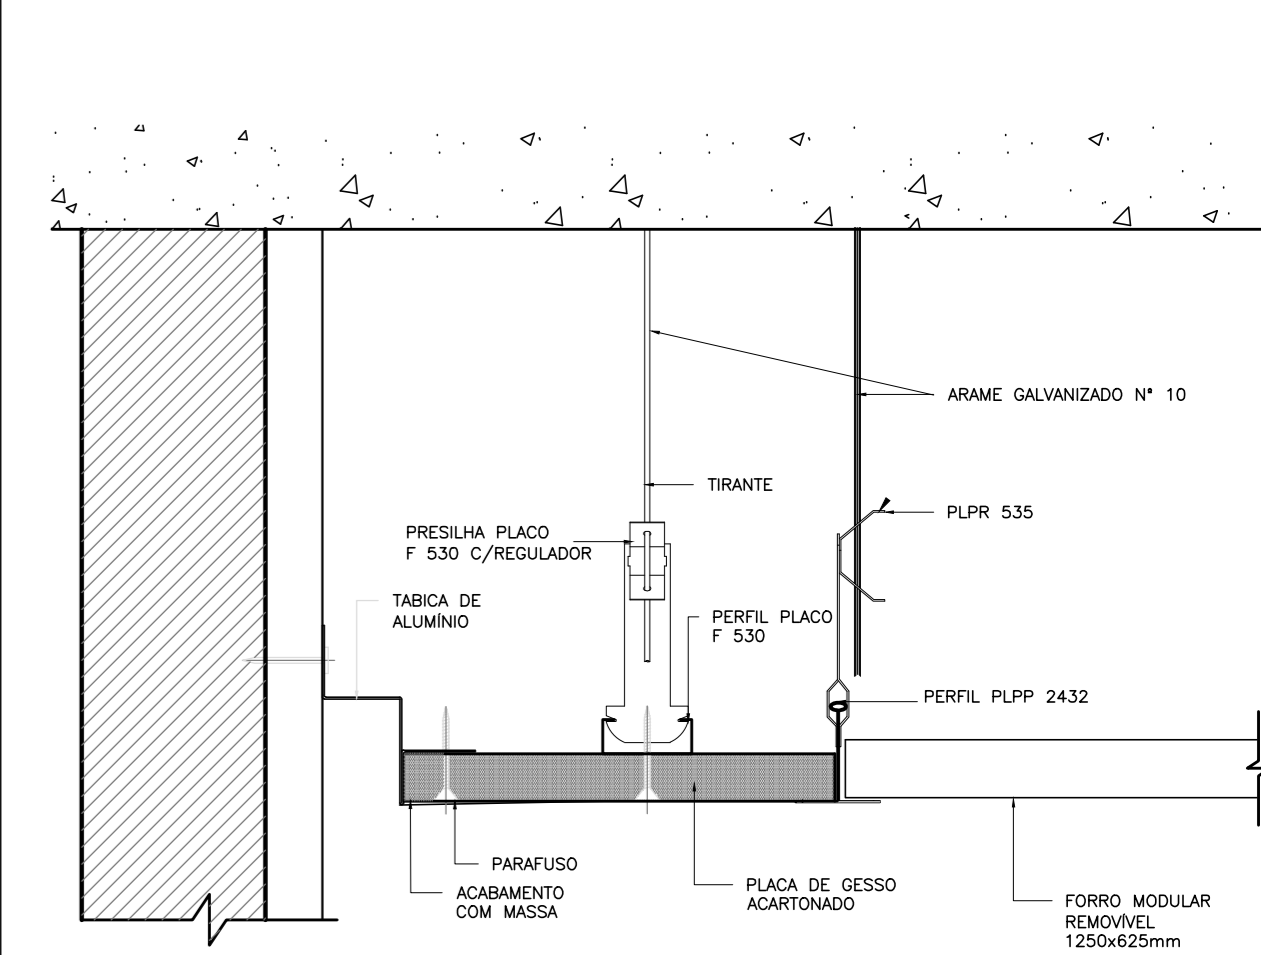 ARAME GALVANIZADO Nº 10
TIRANTE
PLPR 535
PRESILHA PLACO
F 530 C/REGULADOR
TABICA DE
ALUMÍNIO
PERFIL PLACO
F 530
PERFIL PLPP 2432
PARAFUSO
ACABAMENTO
COM MASSA
PLACA DE GESSO
ACARTONADO
FORRO MODULAR
REMOVÍVEL
1250x625mm